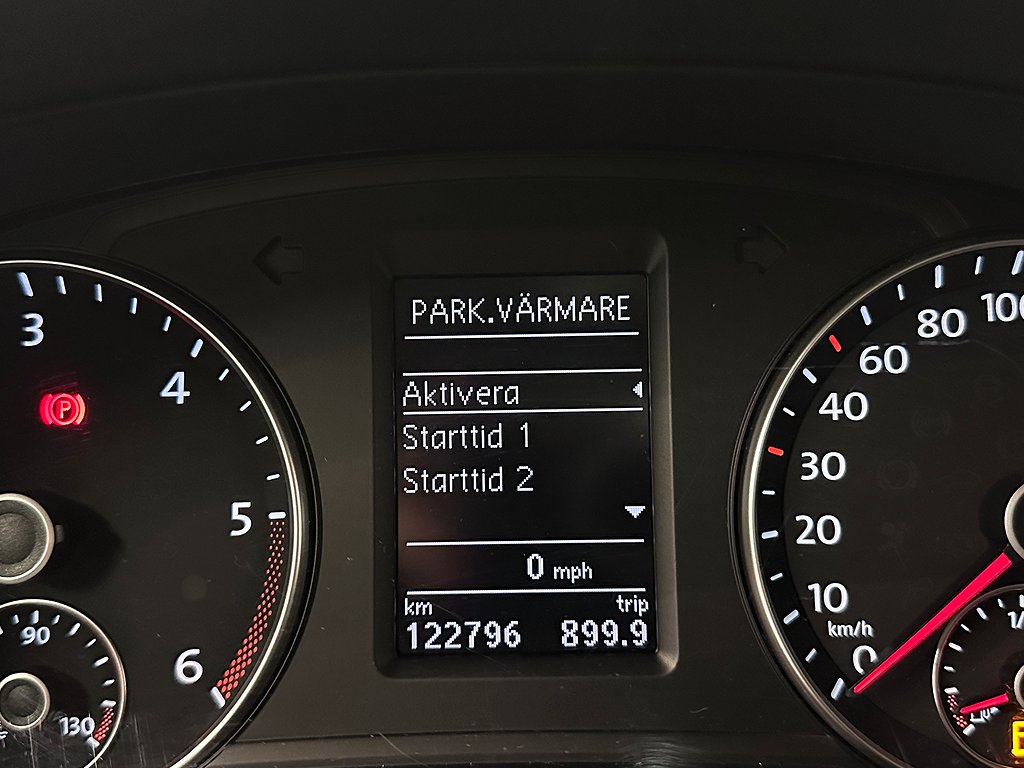 PARK.VÄRMARE
Aktivera
Starttid 1
Starttid 2
0 mph
km trip
122796 899.9
3
4
5
6
P
90
130
100
80
60
40
30
20
10
km/h
0